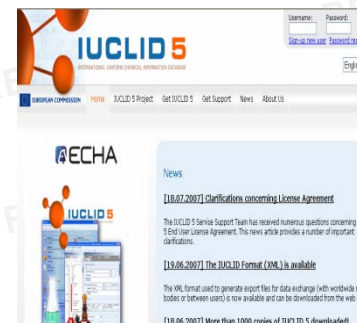 Username: Password:
Sign-up new user Password
IUCLID 5
INTERNATIONAL UNIFORM CHEMICAL INFORMATION DATABASE
Englis
EUROPEAN COMMISSION Home IUCLID 5 Project Get IUCLID 5 Get Support News About Us
ECHA
News
[18.07.2007] Clarifications concerning License Agreement
IUCLID 5
The IUCLID 5 Service Support Team has received numerous questions concerning
5 End User License Agreement. This news article provides a number of important
clarifications.
[19.06.2007] The IUCLID Format (XML) is available
The XML format used to generate export files for data exchange (with worldwide
bodies or between users) is now available and can be downloaded from the web
[18.06.2007] More than 1000 copies of IUCLID 5 downloaded!